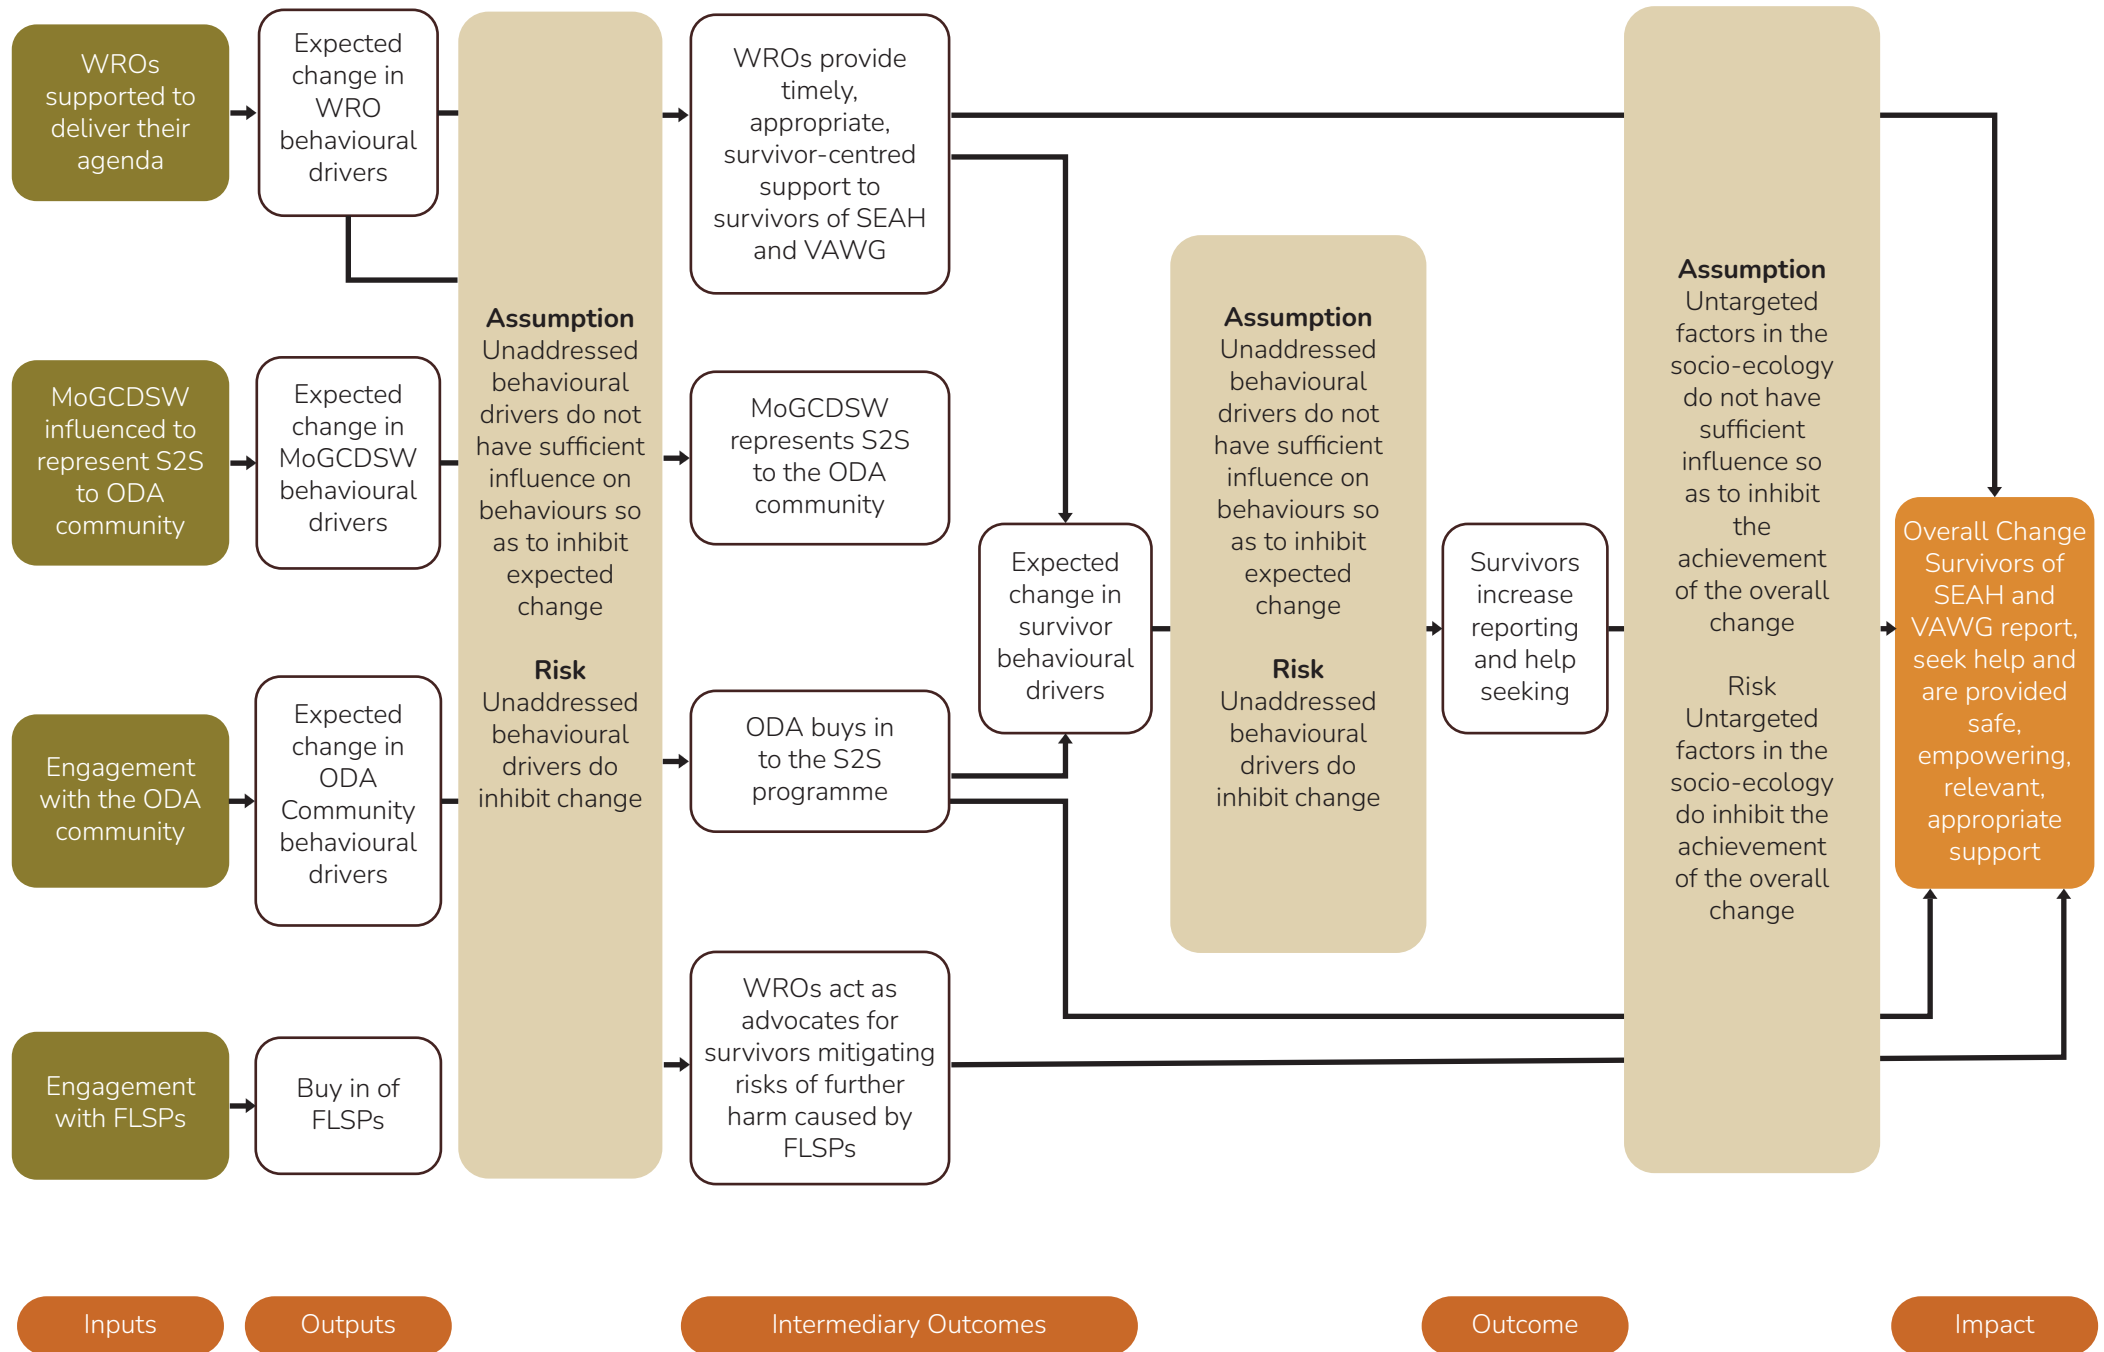 WROs
supported to
deliver their
agenda
Expected
change in
WRO
behavioural
drivers
MoGCDSW
influenced to
represent S2S
to ODA
community
Expected
change in
MoGCDSW
behavioural
drivers
Engagement
with the ODA
community
Expected
change in
ODA
Community
behavioural
drivers
Engagement
with FLSPs
Buy in of
FLSPs
Assumption
Unaddressed
behavioural
drivers do not
have sufficient
influence on
behaviours so
as to inhibit
expected
change
Risk
Unaddressed
behavioural
drivers do
inhibit change
WROs provide
timely,
appropriate,
survivor-centred
support to
survivors of SEAH
and VAWG
MoGCDSW
represents S2S
to the ODA
community
ODA buys in
to the S2S
programme
WROs act as
advocates for
survivors mitigating
risks of further
harm caused by
FLSPs
Expected
change in
survivor
behavioural
drivers
Assumption
Unaddressed
behavioural
drivers do not
have sufficient
influence on
behaviours so
as to inhibit
expected
change
Risk
Unaddressed
behavioural
drivers do
inhibit change
Survivors
increase
reporting
and help
seeking
Assumption
Untargeted
factors in the
socio-ecology
do not have
sufficient
influence so
as to inhibit
the
achievement
of the overall
change
Risk
Untargeted
factors in the
socio-ecology
do inhibit the
achievement
of the overall
change
Overall Change
Survivors of
SEAH and
VAWG report,
seek help and
are provided
safe,
empowering,
relevant,
appropriate
support
Inputs
Outputs
Intermediary Outcomes
Outcome
Impact